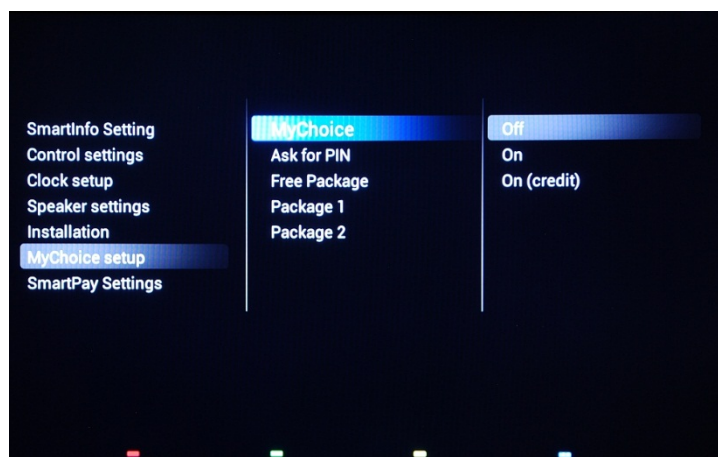 SmartInfo Setting
Control settings
Clock setup
Speaker settings
Installation
MyChoice setup
SmartPay Settings
MyChoice
Ask for PIN
Free Package
Package 1
Package 2
Off
On
On (credit)